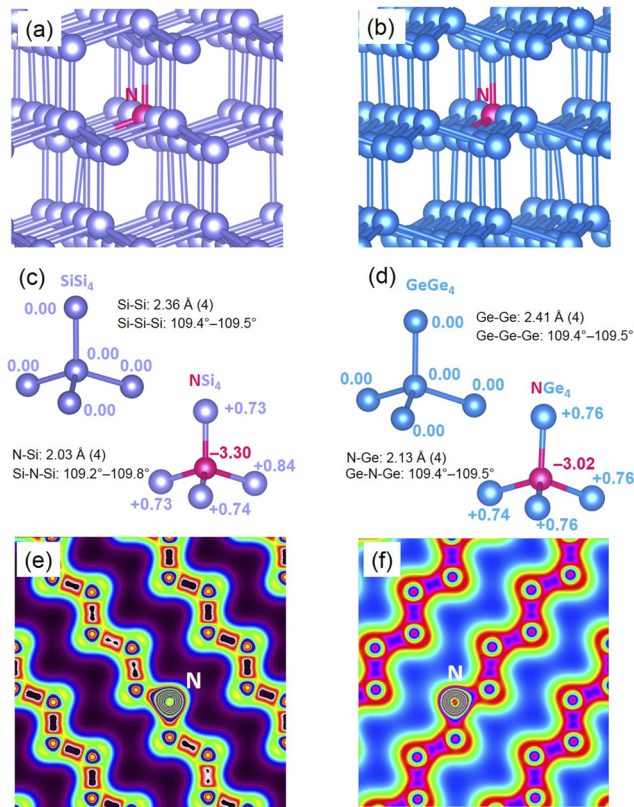 (a)
N
(b)
N
(c)
SiSi4
0.00
Si-Si: 2.36 Å (4)
Si-Si-Si: 109.4°–109.5°
0.00
0.00
0.00
0.00
NSi4
+0.73
N-Si: 2.03 Å (4)
Si-N-Si: 109.2°–109.8°
–3.30
+0.84
+0.73
+0.74
(d)
GeGe4
0.00
Ge-Ge: 2.41 Å (4)
Ge-Ge-Ge: 109.4°–109.5°
0.00
0.00
0.00
0.00
NGe4
+0.76
N-Ge: 2.13 Å (4)
Ge-N-Ge: 109.4°–109.5°
–3.02
+0.76
+0.74
+0.76
(e)
N
(f)
N